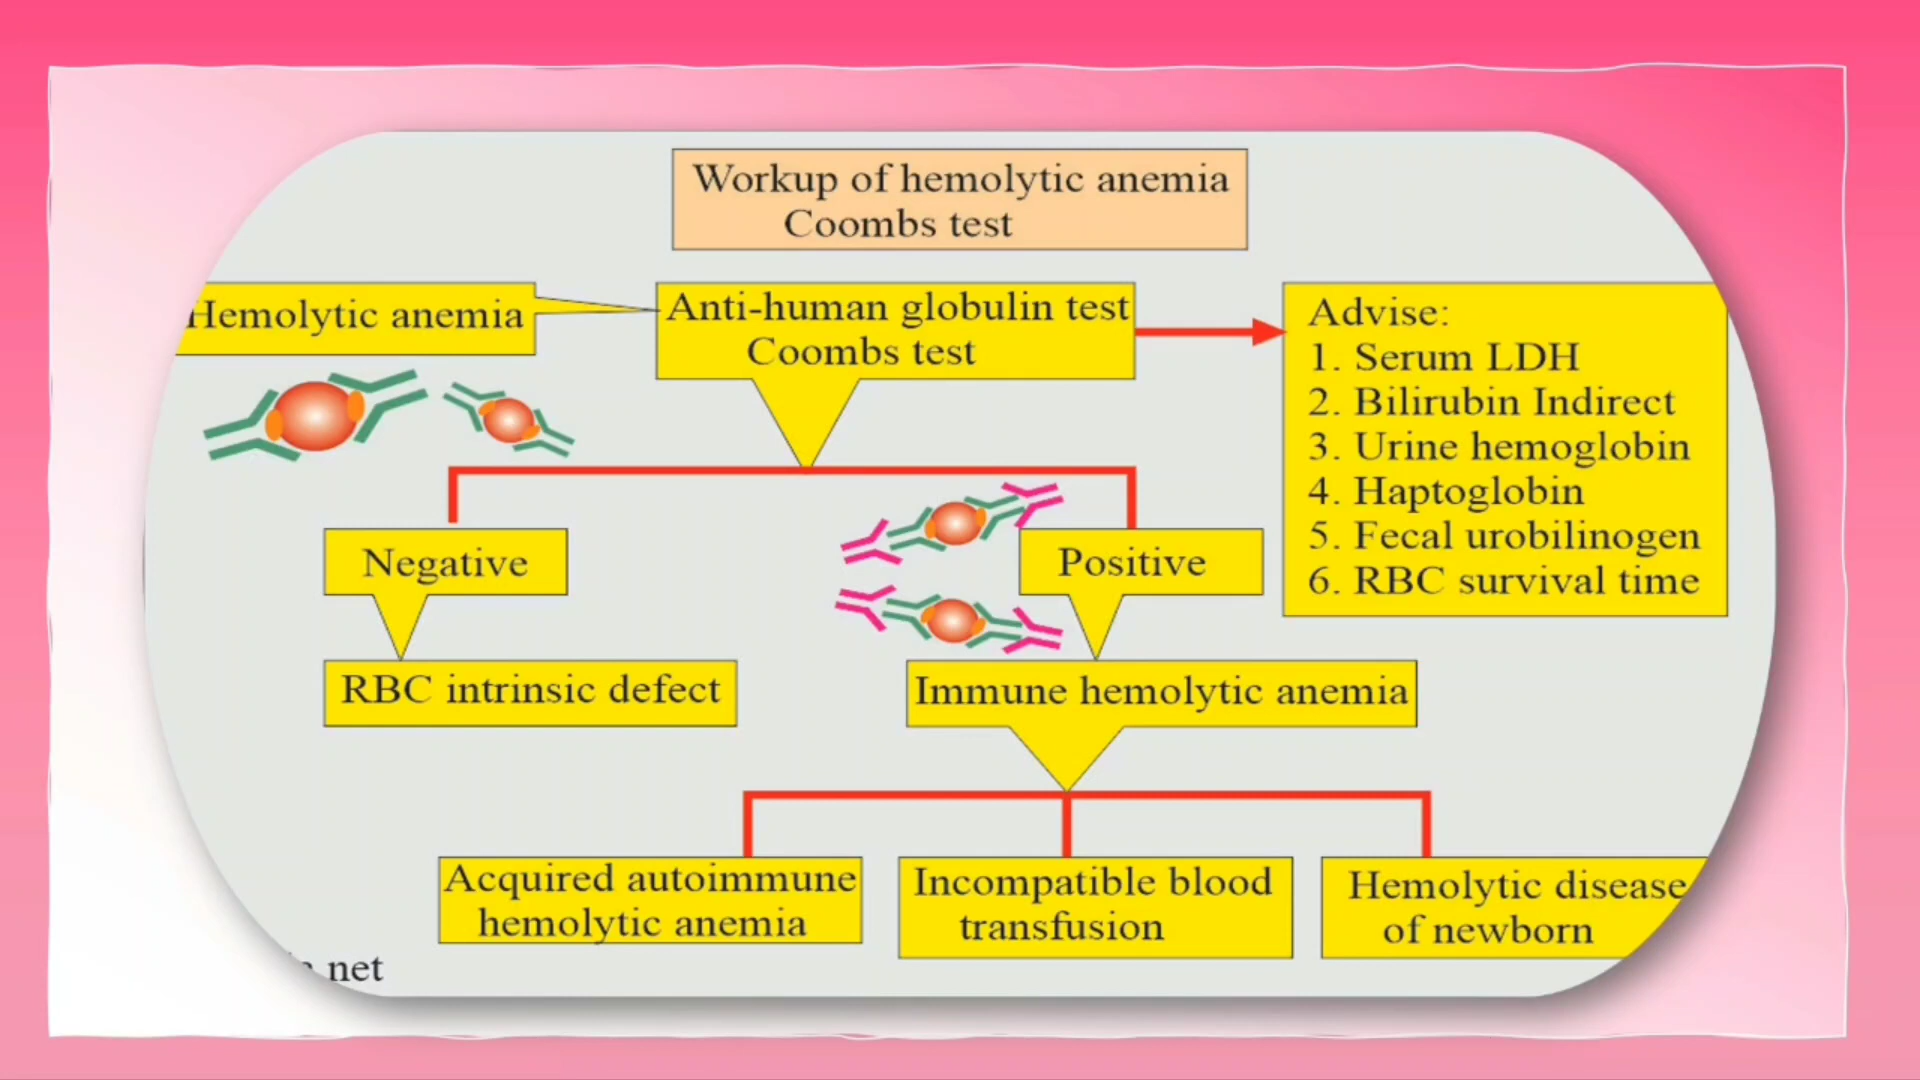 Workup of hemolytic anemia
Coombs test
Hemolytic anemia
Anti-human globulin test
Coombs test
Advise:
1. Serum LDH
2. Bilirubin Indirect
3. Urine hemoglobin
4. Haptoglobin
5. Fecal urobilinogen
6. RBC survival time
Negative
Positive
RBC intrinsic defect
Immune hemolytic anemia
Acquired autoimmune
hemolytic anemia
Incompatible blood
transfusion
Hemolytic disease
of newborn
net